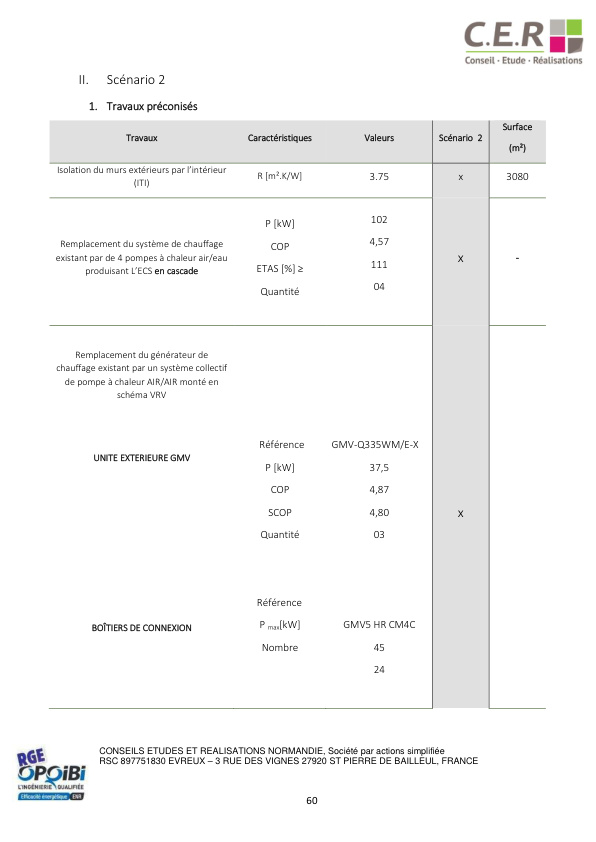 C.E.R
Conseil · Etude · Réalisations
II. Scénario 2
1. Travaux préconisés
Travaux Caractéristiques Valeurs Scénario 2 Surface (m²)
Isolation du murs extérieurs par l'intérieur
(ITI)
R [m².K/W] 3.75 x 3080
Remplacement du système de chauffage
existant par de 4 pompes à chaleur air/eau
produisant L'ECS en cascade
P [kW] 102
COP 4,57
ETAS [%] ≥ 111
Quantité 04
X -
Remplacement du générateur de
chauffage existant par un système collectif
de pompe à chaleur AIR/AIR monté en
schéma VRV
UNITE EXTERIEURE GMV
Référence GMV-Q335WM/E-X
P [kW] 37,5
COP 4,87
SCOP 4,80
Quantité 03
X
BOÎTIERS DE CONNEXION
Référence
P max[kW] GMV5 HR CM4C
Nombre 45
24
RGE
OPQIBI
L'INGÉNIERIE QUALIFIÉE
Efficacité énergétique ENR
CONSEILS ETUDES ET REALISATIONS NORMANDIE, Société par actions simplifiée
RSC 897751830 EVREUX – 3 RUE DES VIGNES 27920 ST PIERRE DE BAILLEUL, FRANCE
60